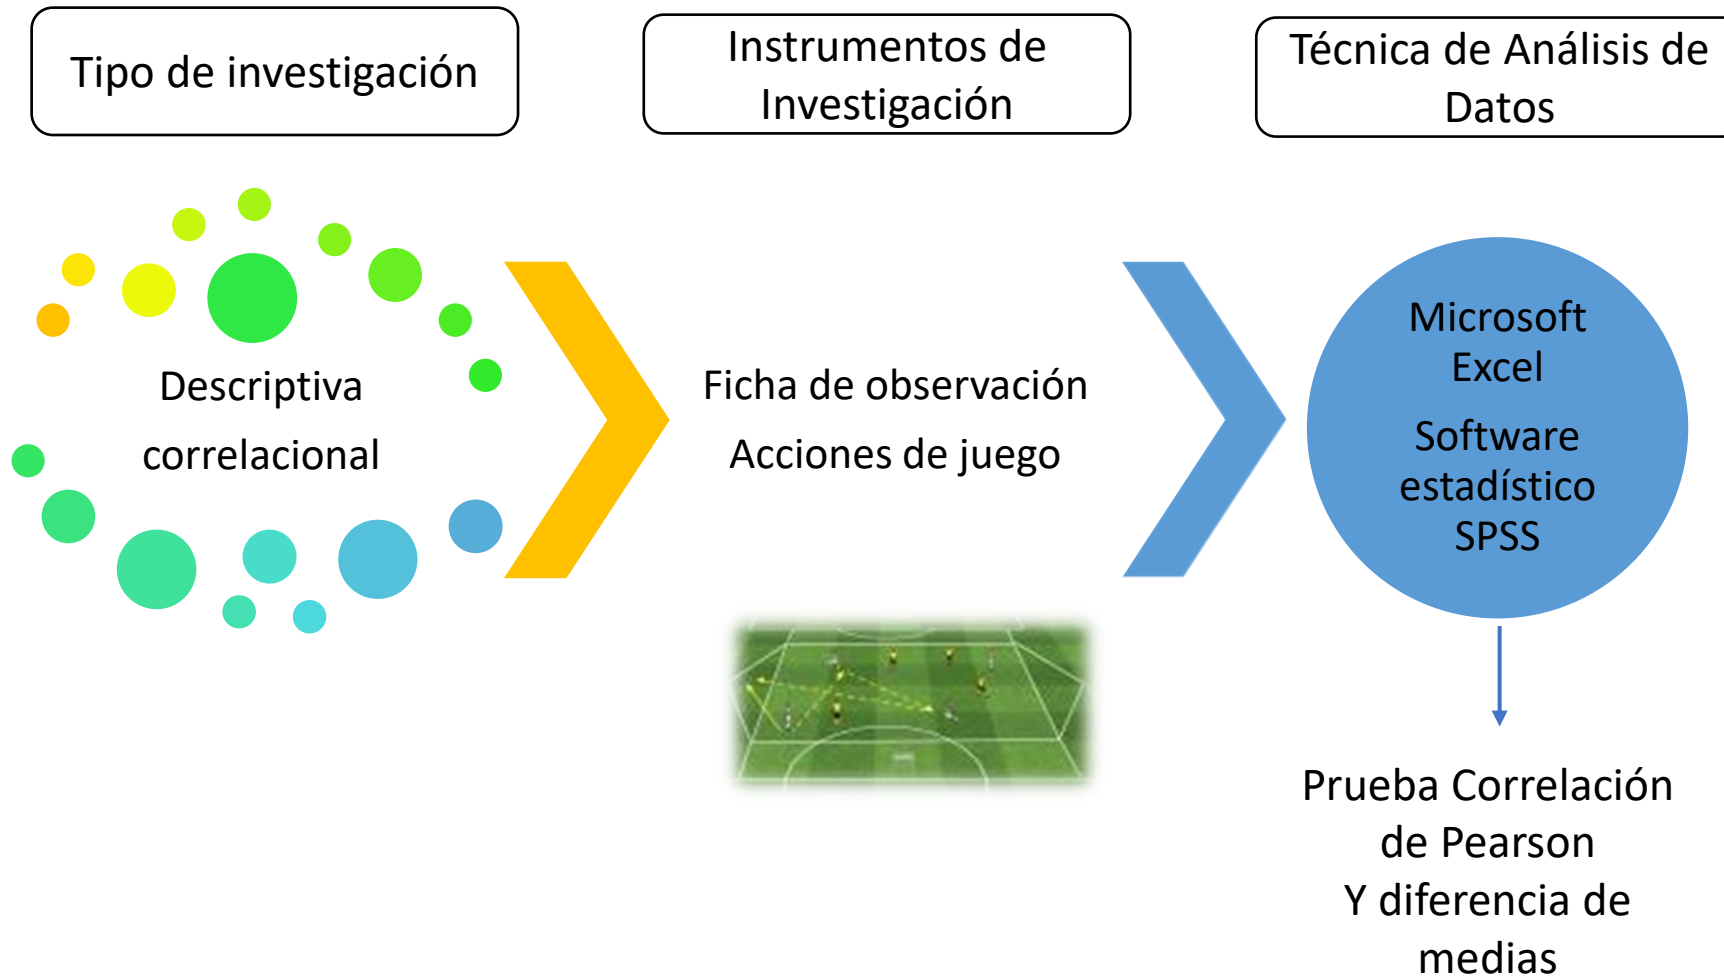 Tipo de investigación
Instrumentos de
Investigación
Técnica de Análisis de
Datos
Descriptiva
correlacional
Ficha de observación
Acciones de juego
Microsoft
Excel
Software
estadístico
SPSS
Prueba Correlación
de Pearson
Y diferencia de
medias